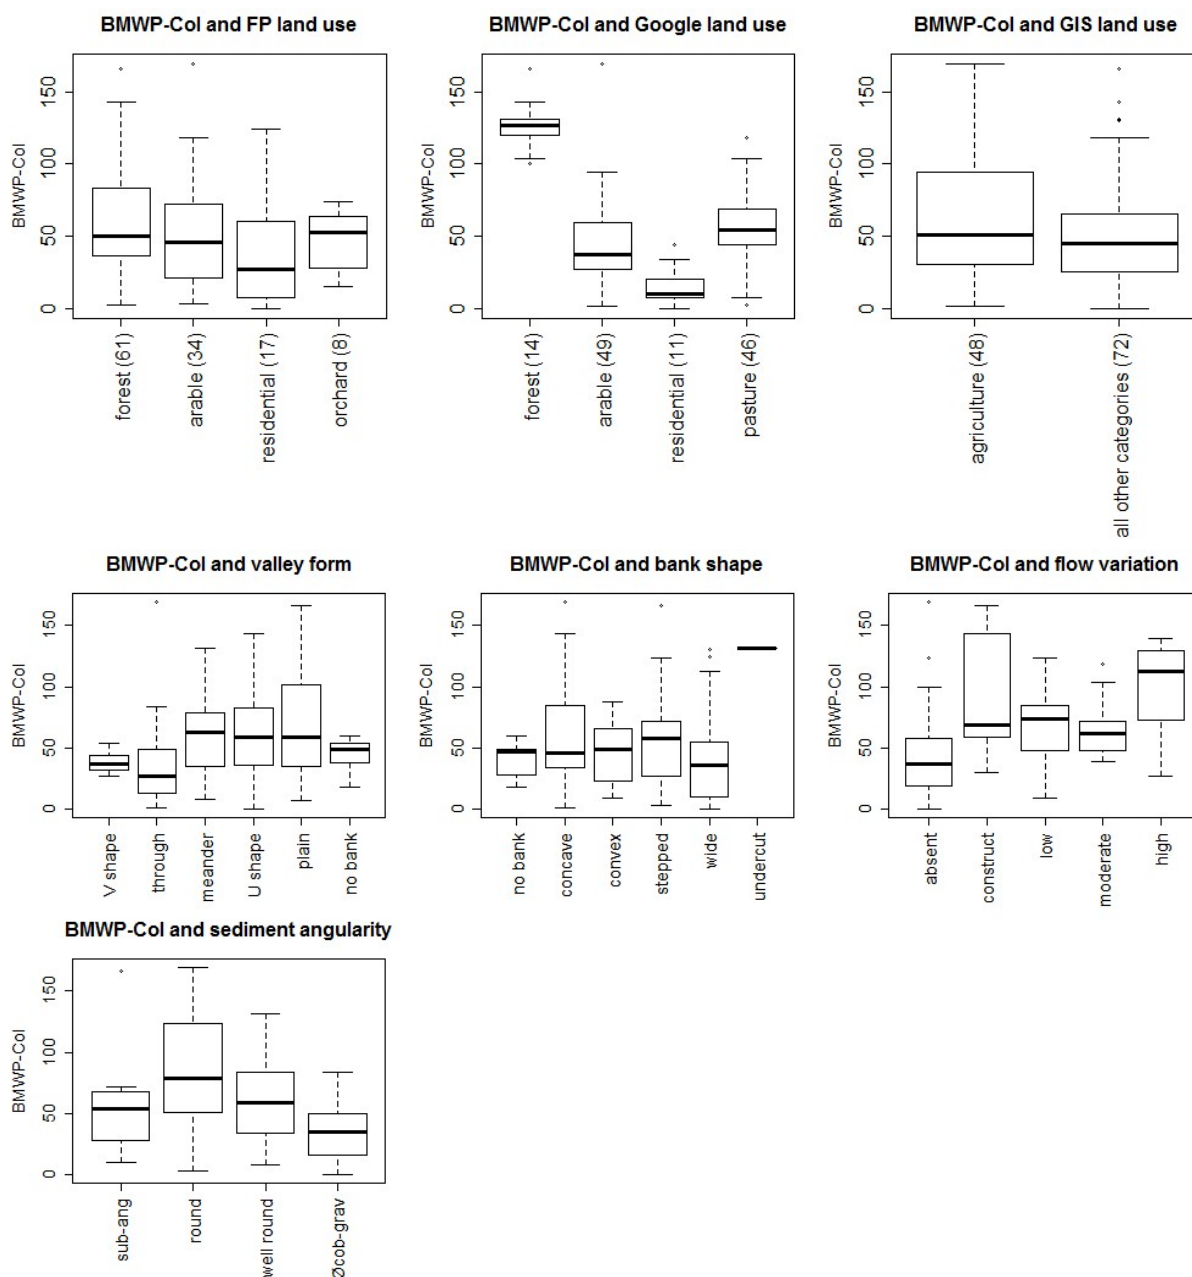 BMWP-Col and FP land use
BMWP-Col
0 50 100 150
forest (61)
arable (34)
residential (17)
orchard (8)
BMWP-Col and Google land use
BMWP-Col
0 50 100 150
forest (14)
arable (49)
residential (11)
pasture (46)
BMWP-Col and GIS land use
BMWP-Col
0 50 100 150
agriculture (48)
all other categories (72)
BMWP-Col and valley form
BMWP-Col
0 50 100 150
V shape
through
meander
U shape
plain
no bank
BMWP-Col and bank shape
BMWP-Col
0 50 100 150
no bank
concave
convex
stepped
wide
undercut
BMWP-Col and flow variation
BMWP-Col
0 50 100 150
absent
construct
low
moderate
high
BMWP-Col and sediment angularity
BMWP-Col
0 50 100 150
sub-ang
round
well round
Øcob-grav